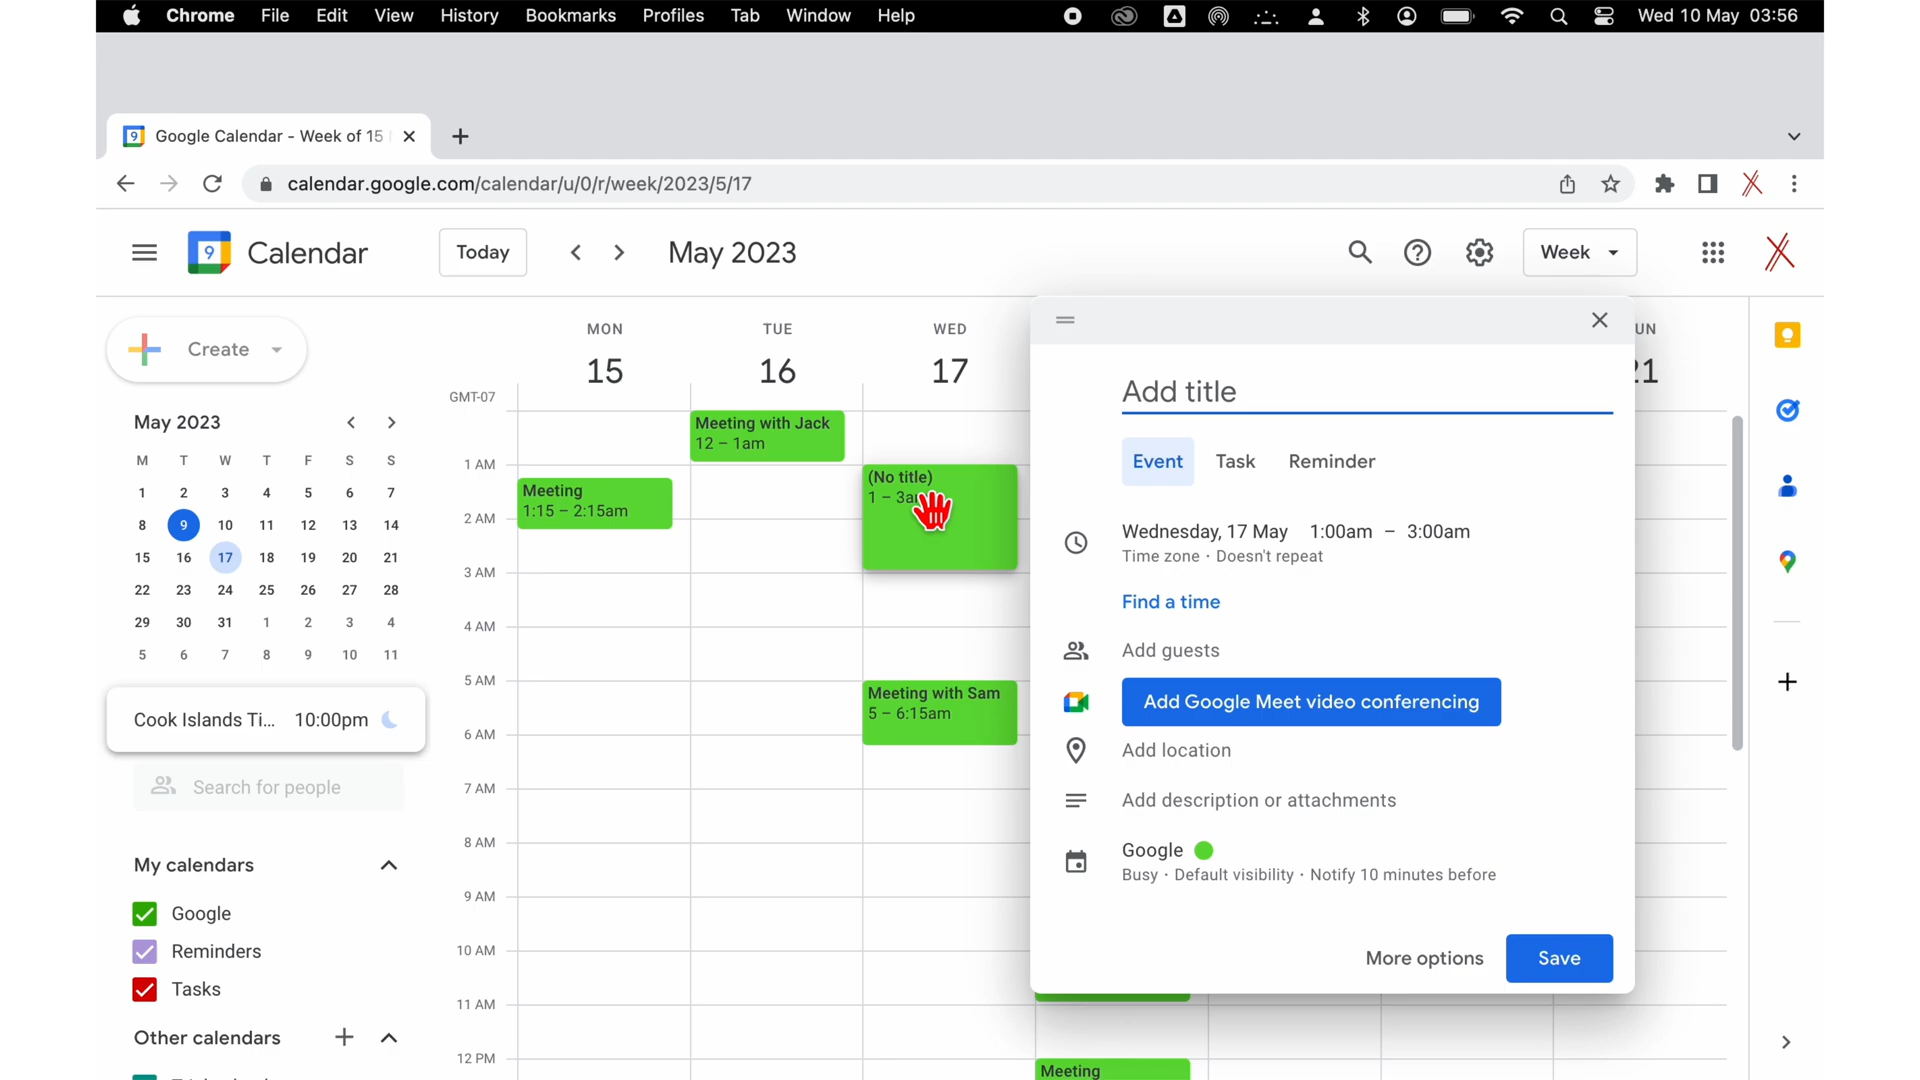 Chrome File Edit View History Bookmarks Profiles Tab Window Help Wed 10 May 03:56
Google Calendar - Week of 15
calendar.google.com/calendar/u/0/r/week/2023/5/17
9 Calendar Today May 2023 Week
Create
May 2023
M T W T F S S
1 2 3 4 5 6 7
8 9 10 11 12 13 14
15 16 17 18 19 20 21
22 23 24 25 26 27 28
29 30 31 1 2 3 4
5 6 7 8 9 10 11
Cook Islands Ti... 10:00pm
Search for people
My calendars
Google
Reminders
Tasks
Other calendars
MON TUE WED UN
15 16 17 21
GMT-07
1 AM
2 AM
3 AM
4 AM
5 AM
6 AM
7 AM
8 AM
9 AM
10 AM
11 AM
12 PM
Meeting
1:15 – 2:15am
Meeting with Jack
12 – 1am
(No title)
1 – 3a
Meeting with Sam
5 – 6:15am
Meeting
Add title
Event Task Reminder
Wednesday, 17 May 1:00am – 3:00am
Time zone · Doesn't repeat
Find a time
Add guests
Add Google Meet video conferencing
Add location
Add description or attachments
Google
Busy · Default visibility · Notify 10 minutes before
More options Save